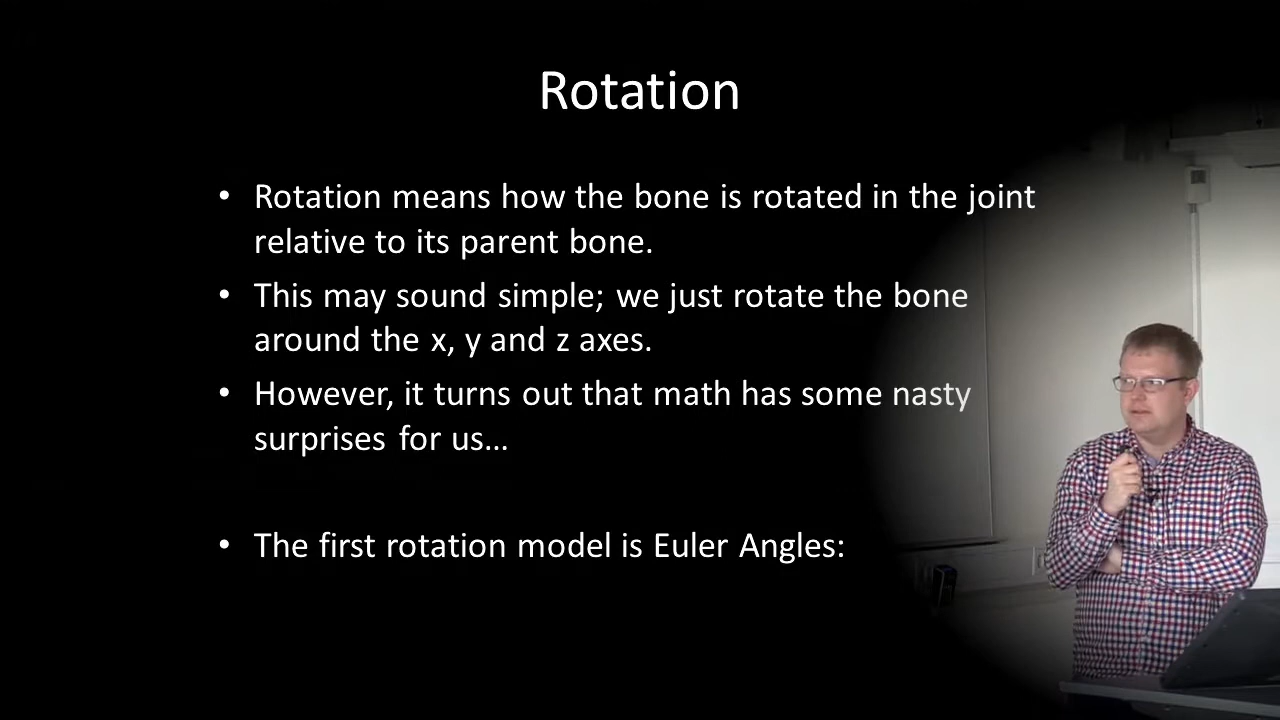 Rotation
• Rotation means how the bone is rotated in the joint
relative to its parent bone.
• This may sound simple; we just rotate the bone
around the x, y and z axes.
• However, it turns out that math has some nasty
surprises for us…
• The first rotation model is Euler Angles: